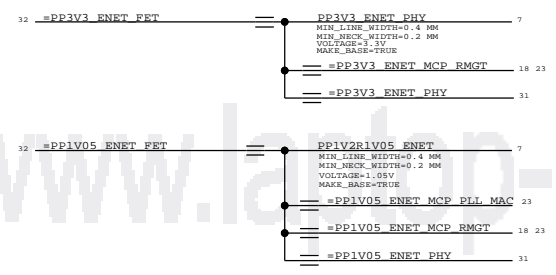 32 =PP3V3_ENET_FET PP3V3_ENET_PHY 7
MIN_LINE_WIDTH=0.4 MM
MIN_NECK_WIDTH=0.2 MM
VOLTAGE=3.3V
MAKE_BASE=TRUE
=PP3V3_ENET_MCP_RMGT 18 23
=PP3V3_ENET_PHY 31
32 =PP1V05_ENET_FET PP1V2R1V05_ENET 7
MIN_LINE_WIDTH=0.4 MM
MIN_NECK_WIDTH=0.2 MM
VOLTAGE=1.05V
MAKE_BASE=TRUE
www.laptop-
=PP1V05_ENET_MCP_PLL_MAC 23
=PP1V05_ENET_MCP_RMGT 18 23
=PP1V05_ENET_PHY 31